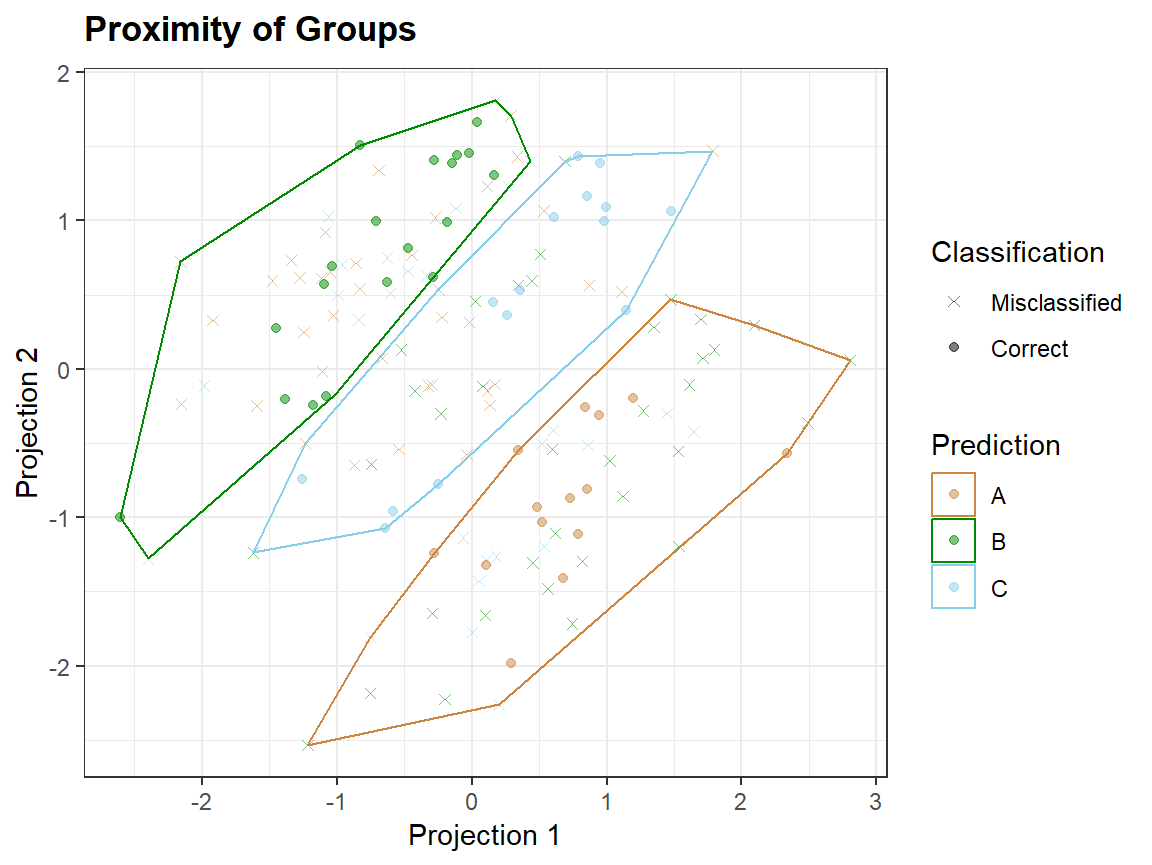 Proximity of Groups
2
1
0
-1
-2
Projection 2
-2
-1
0
1
2
3
Projection 1
Classification
Misclassified
Correct
Prediction
A
B
C